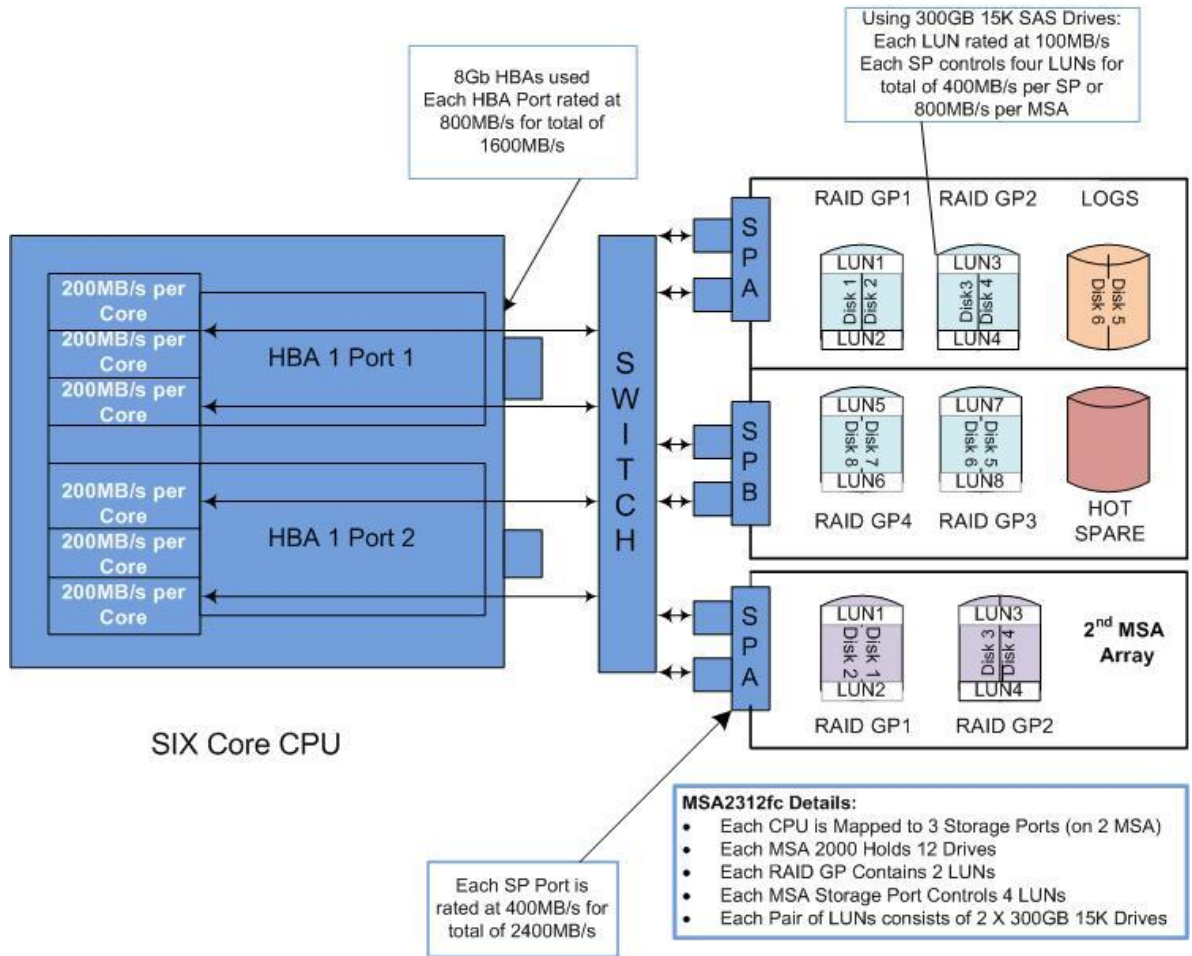 Using 300GB 15K SAS Drives:
Each LUN rated at 100MB/s
Each SP controls four LUNs for
total of 400MB/s per SP or
800MB/s per MSA
8Gb HBAs used
Each HBA Port rated at
800MB/s for total of
1600MB/s
200MB/s per
Core
200MB/s per
Core
200MB/s per
Core
HBA 1 Port 1
200MB/s per
Core
200MB/s per
Core
200MB/s per
Core
HBA 1 Port 2
SIX Core CPU
SWITCH
SPA
RAID GP1
LUN1
Disk 1
Disk 2
LUN2
RAID GP2
LUN3
Disk3
Disk 4
LUN4
LOGS
Disk 5
Disk 6
SPB
LUN5
Disk 7
Disk 8
LUN6
RAID GP4
LUN7
Disk 5
Disk 6
LUN8
RAID GP3
HOT
SPARE
SPA
LUN1
Disk 1
Disk 2
LUN2
RAID GP1
LUN3
Disk 3
Disk 4
LUN4
RAID GP2
2nd MSA
Array
Each SP Port is
rated at 400MB/s for
total of 2400MB/s
MSA2312fc Details:
• Each CPU is Mapped to 3 Storage Ports (on 2 MSA)
• Each MSA 2000 Holds 12 Drives
• Each RAID GP Contains 2 LUNs
• Each MSA Storage Port Controls 4 LUNs
• Each Pair of LUNs consists of 2 X 300GB 15K Drives